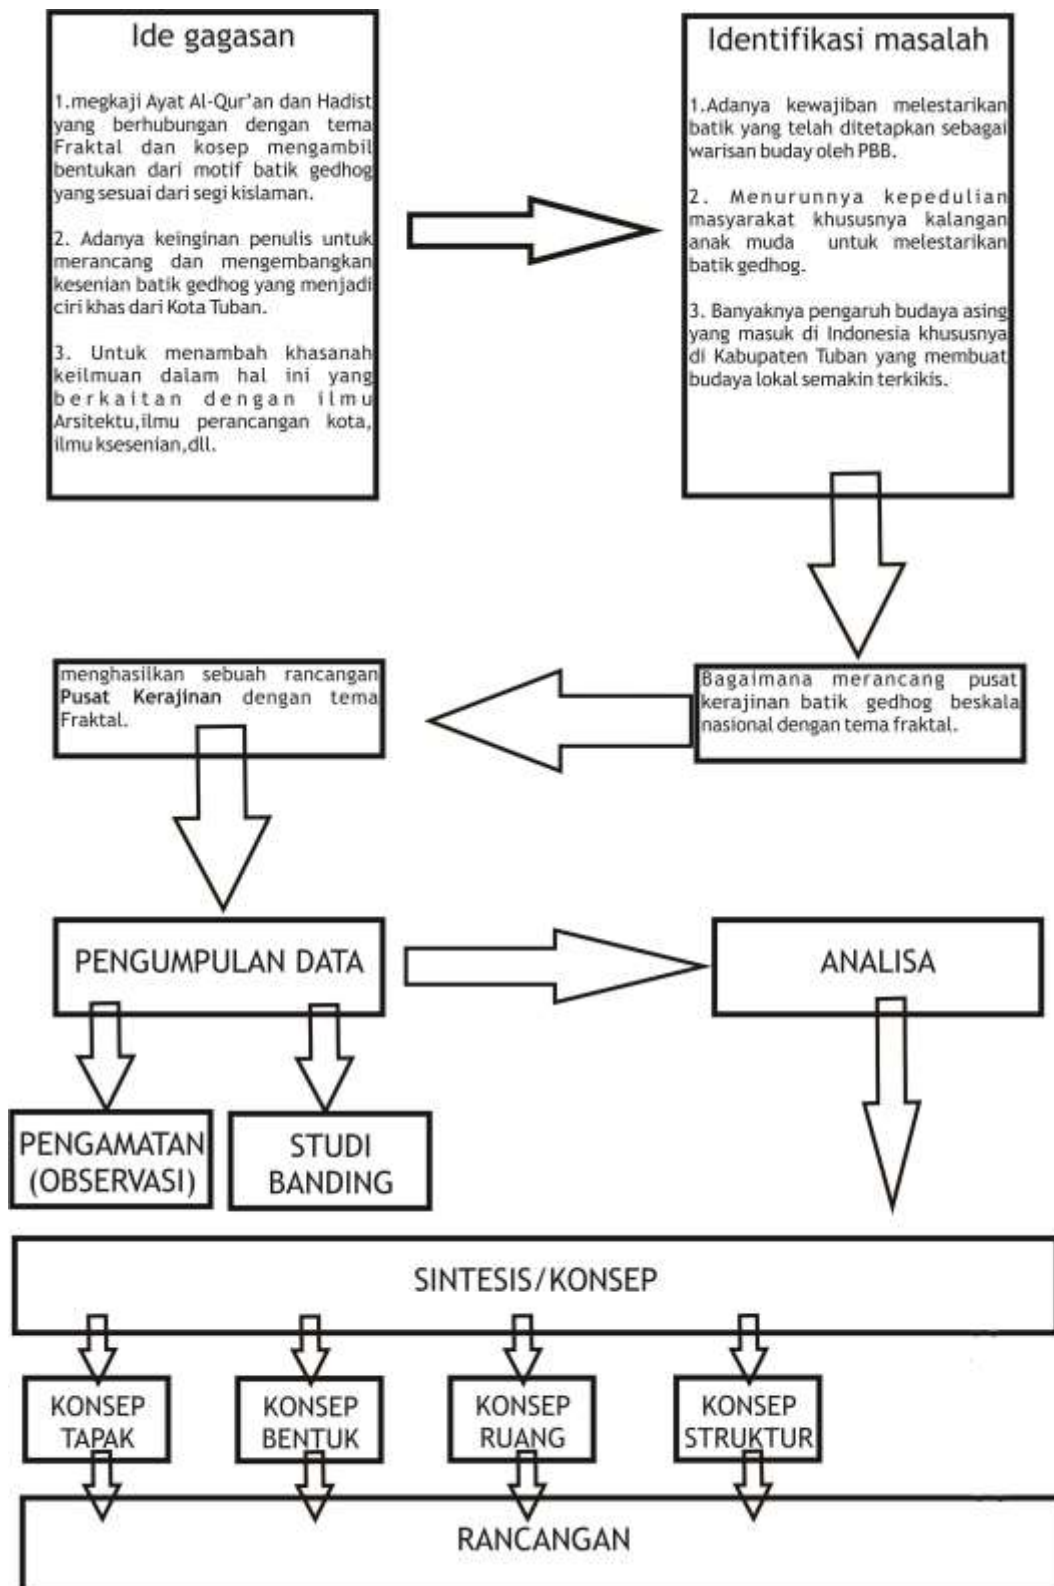 Ide gagasan
1.megkaji Ayat Al-Qur'an dan Hadist
yang berhubungan dengan tema
Fraktal dan kosep mengambil
bentukan dari motif batik gedhog
yang sesuai dari segi kislaman.
2. Adanya keinginan penulis untuk
merancang dan mengembangkan
kesenian batik gedhog yang menjadi
ciri khas dari Kota Tuban.
3. Untuk menambah khasanah
keilmuan dalam hal ini yang
berkaitan dengan ilmu
Arsitektu,ilmu perancangan kota,
ilmu ksesenian,dll.
Identifikasi masalah
1.Adanya kewajiban melestarikan
batik yang telah ditetapkan sebagai
warisan buday oleh PBB.
2. Menurunnya kepedulian
masyarakat khususnya kalangan
anak muda untuk melestarikan
batik gedhog.
3. Banyaknya pengaruh budaya asing
yang masuk di Indonesia khususnya
di Kabupaten Tuban yang membuat
budaya lokal semakin terkikis.
Bagaimana merancang pusat
kerajinan batik gedhog beskala
nasional dengan tema fraktal.
menghasilkan sebuah rancangan
Pusat Kerajinan dengan tema
Fraktal.
PENGUMPULAN DATA
ANALISA
PENGAMATAN
(OBSERVASI)
STUDI
BANDING
SINTESIS/KONSEP
KONSEP
TAPAK
KONSEP
BENTUK
KONSEP
RUANG
KONSEP
STRUKTUR
RANCANGAN